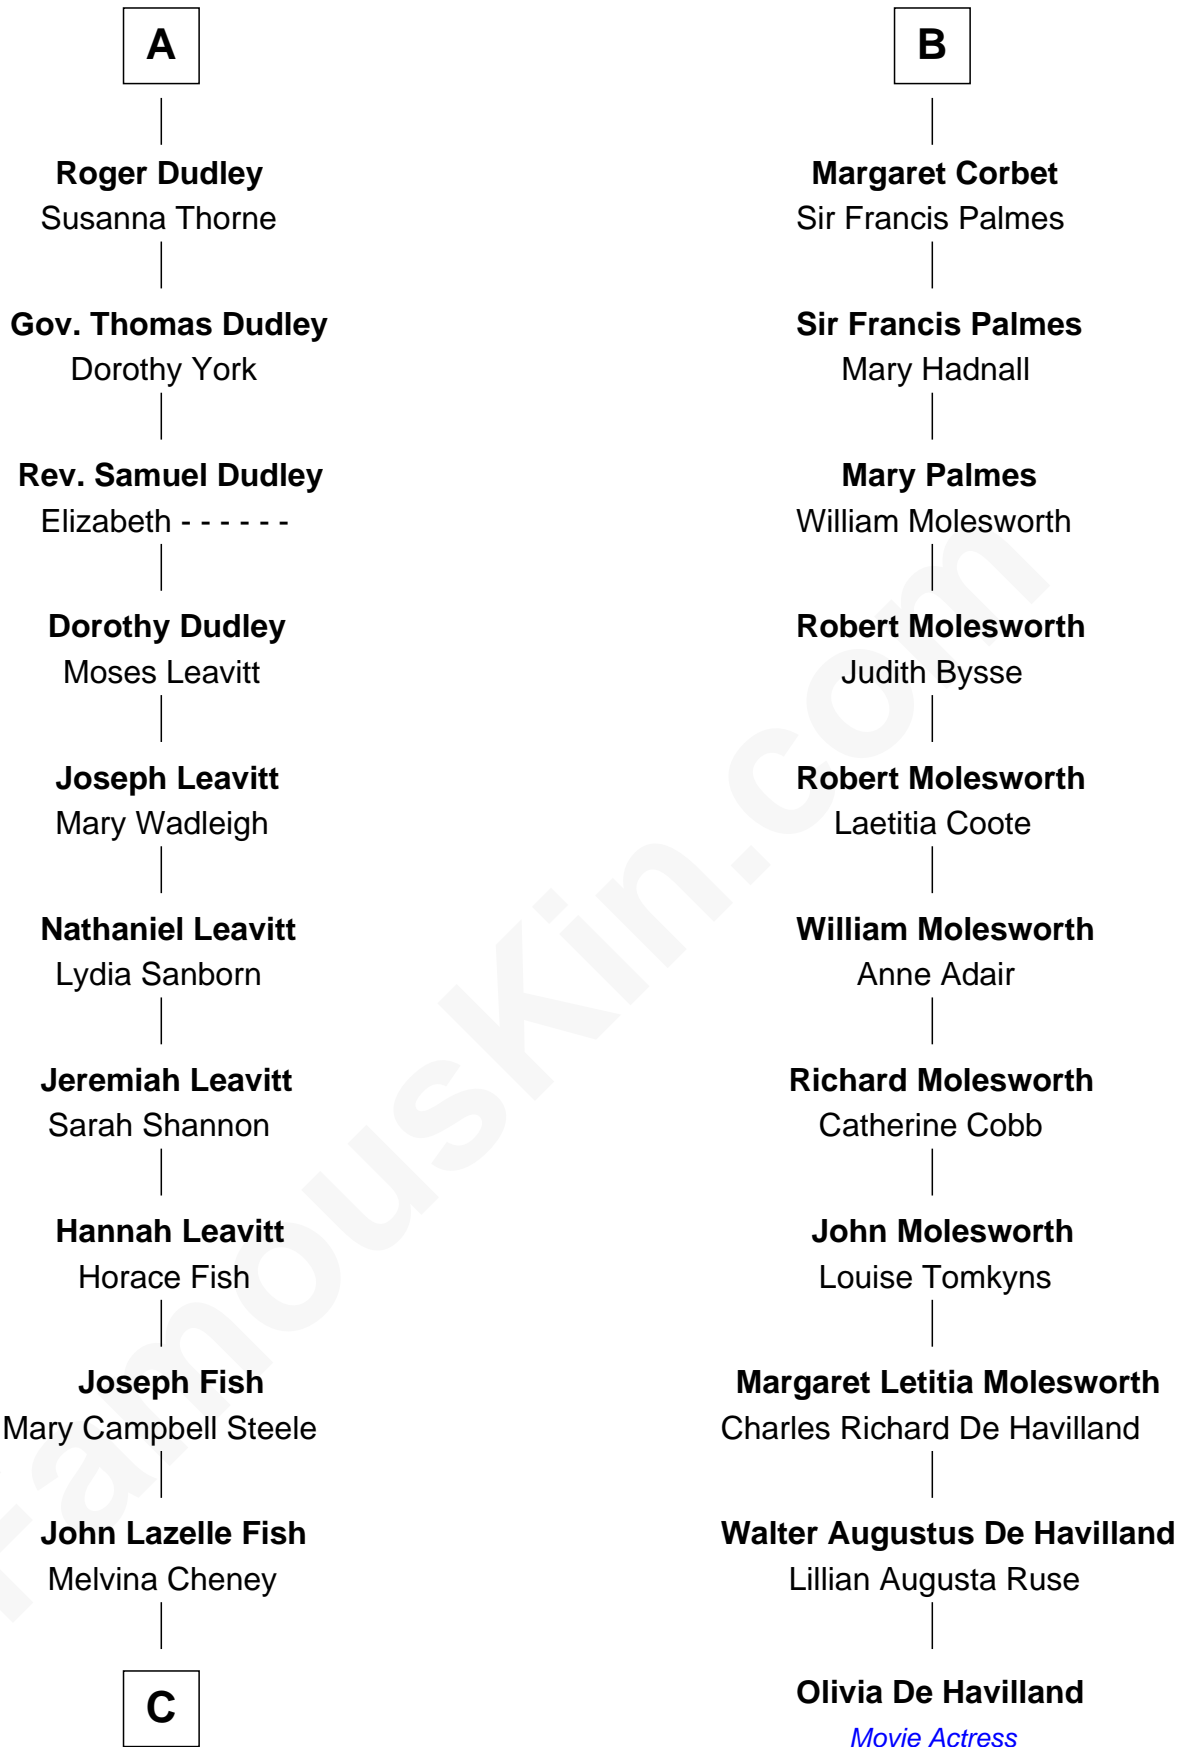 A
Roger Dudley
Susanna Thorne
Gov. Thomas Dudley
Dorothy York
Rev. Samuel Dudley
Elizabeth - - - - - -
Dorothy Dudley
Moses Leavitt
Joseph Leavitt
Mary Wadleigh
Nathaniel Leavitt
Lydia Sanborn
Jeremiah Leavitt
Sarah Shannon
Hannah Leavitt
Horace Fish
Joseph Fish
Mary Campbell Steele
John Lazelle Fish
Melvina Cheney
C
B
Margaret Corbet
Sir Francis Palmes
Sir Francis Palmes
Mary Hadnall
Mary Palmes
William Molesworth
Robert Molesworth
Judith Bysse
Robert Molesworth
Laetitia Coote
William Molesworth
Anne Adair
Richard Molesworth
Catherine Cobb
John Molesworth
Louise Tomkyns
Margaret Letitia Molesworth
Charles Richard De Havilland
Walter Augustus De Havilland
Lillian Augusta Ruse
Olivia De Havilland
Movie Actress
FamousKin.com